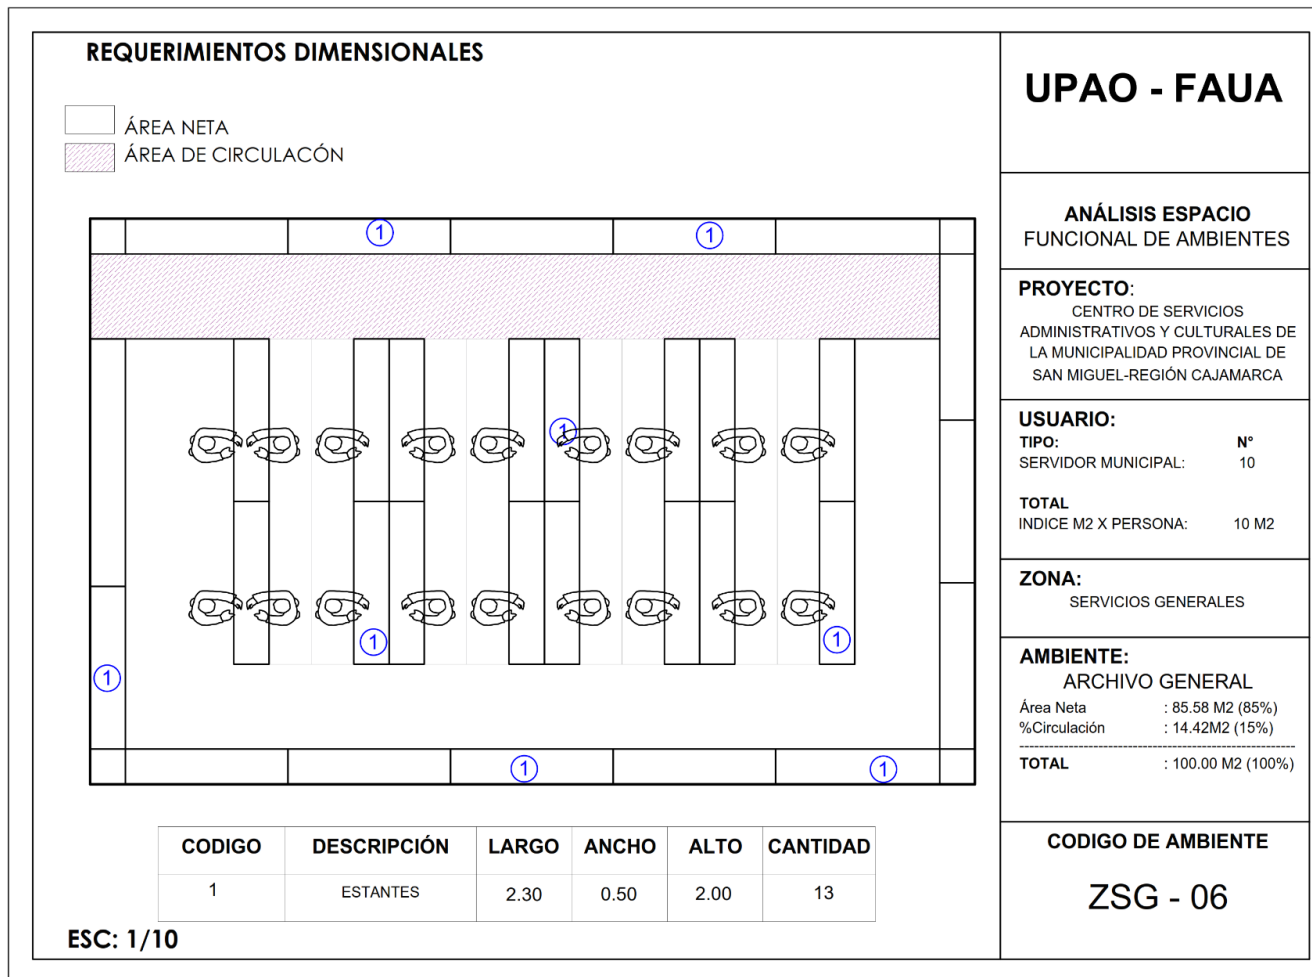 REQUERIMIENTOS DIMENSIONALES
ÁREA NETA
ÁREA DE CIRCULACÓN
1
1
1
1
1
1
1
1
CODIGO DESCRIPCIÓN LARGO ANCHO ALTO CANTIDAD
1 ESTANTES 2.30 0.50 2.00 13
ESC: 1/10
UPAO - FAUA
ANÁLISIS ESPACIO
FUNCIONAL DE AMBIENTES
PROYECTO:
CENTRO DE SERVICIOS
ADMINISTRATIVOS Y CULTURALES DE
LA MUNICIPALIDAD PROVINCIAL DE
SAN MIGUEL-REGIÓN CAJAMARCA
USUARIO:
TIPO: N°
SERVIDOR MUNICIPAL: 10
TOTAL
INDICE M2 X PERSONA: 10 M2
ZONA:
SERVICIOS GENERALES
AMBIENTE:
ARCHIVO GENERAL
Área Neta : 85.58 M2 (85%)
%Circulación : 14.42M2 (15%)
TOTAL : 100.00 M2 (100%)
CODIGO DE AMBIENTE
ZSG - 06